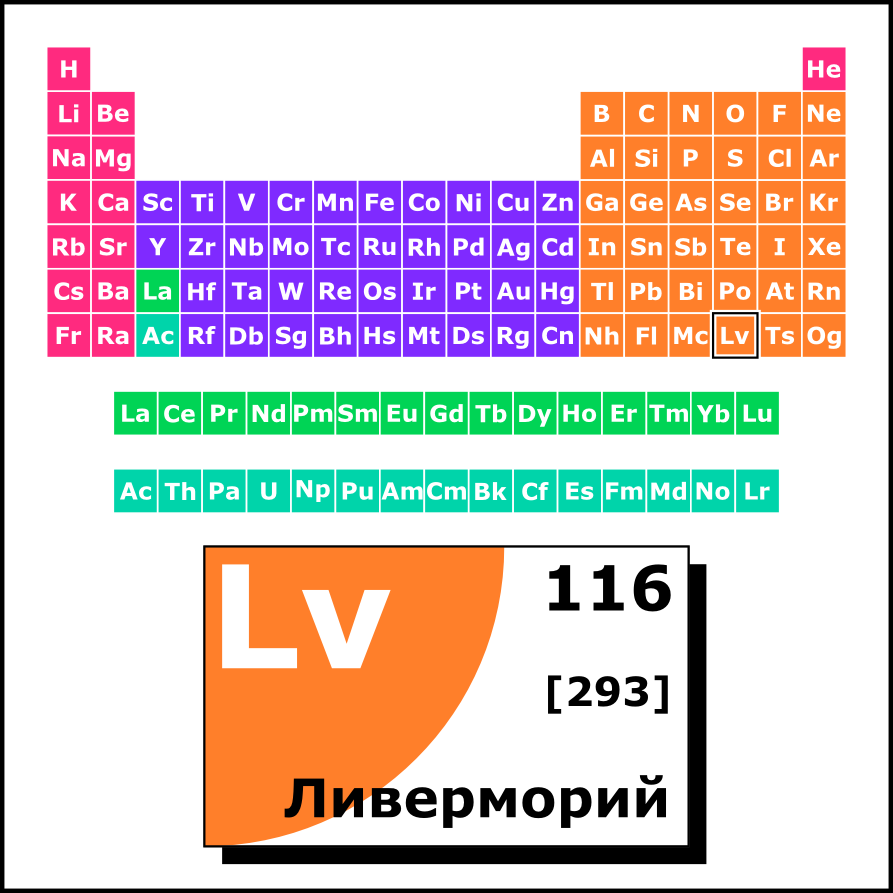 H He
Li Be B C N O F Ne
Na Mg Al Si P S Cl Ar
K Ca Sc Ti V Cr Mn Fe Co Ni Cu Zn Ga Ge As Se Br Kr
Rb Sr Y Zr Nb Mo Tc Ru Rh Pd Ag Cd In Sn Sb Te I Xe
Cs Ba La Hf Ta W Re Os Ir Pt Au Hg Tl Pb Bi Po At Rn
Fr Ra Ac Rf Db Sg Bh Hs Mt Ds Rg Cn Nh Fl Mc Lv Ts Og
La Ce Pr Nd Pm Sm Eu Gd Tb Dy Ho Er Tm Yb Lu
Ac Th Pa U Np Pu Am Cm Bk Cf Es Fm Md No Lr
Lv 116
[293]
Ливерморий